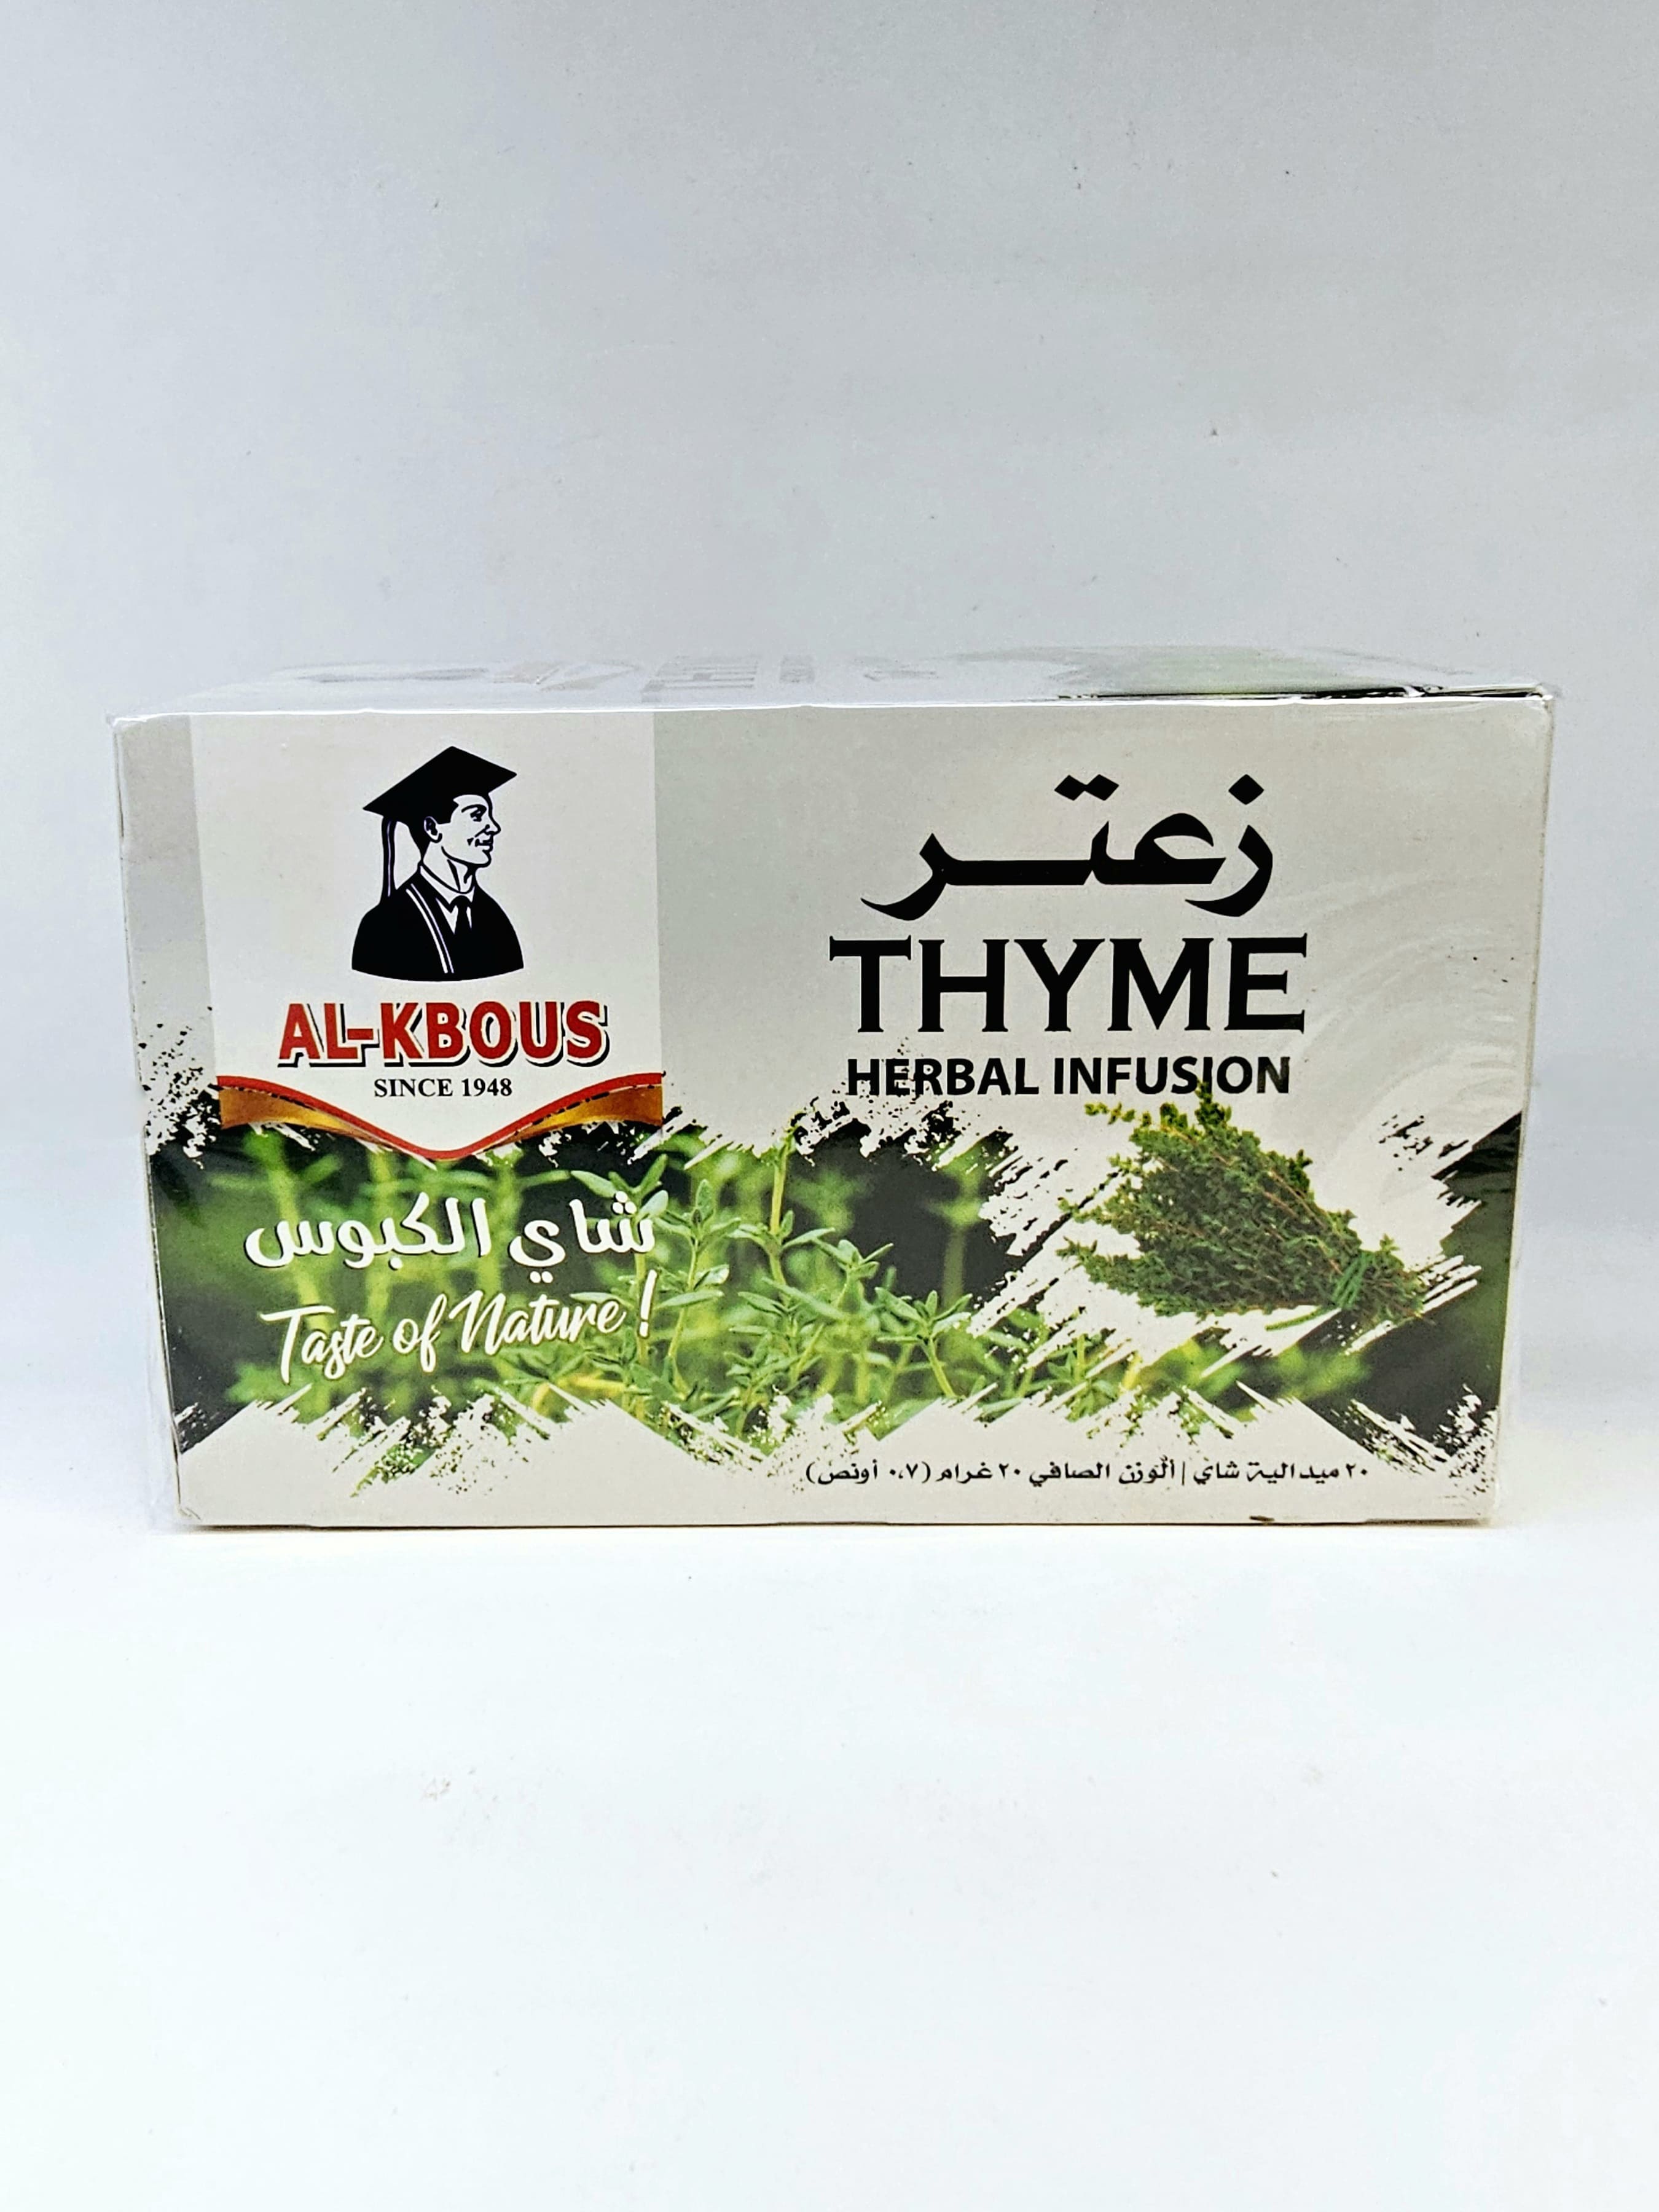 AL-KBOUS
SINCE 1948
شاي الكبوس
Taste of Nature !
زعتر
THYME
HERBAL INFUSION
٢٠ ميدالية شاي | ألوزن الصافي ٢٠ غرام (٠،٧ أونص)